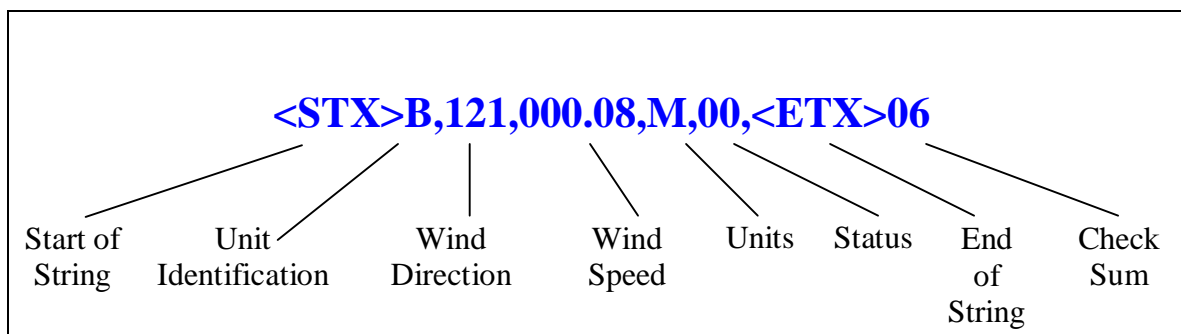 <STX>B,121,000.08,M,00,<ETX>06
Start of
String
Unit
Identification
Wind
Direction
Wind
Speed
Units
Status
End
of
String
Check
Sum